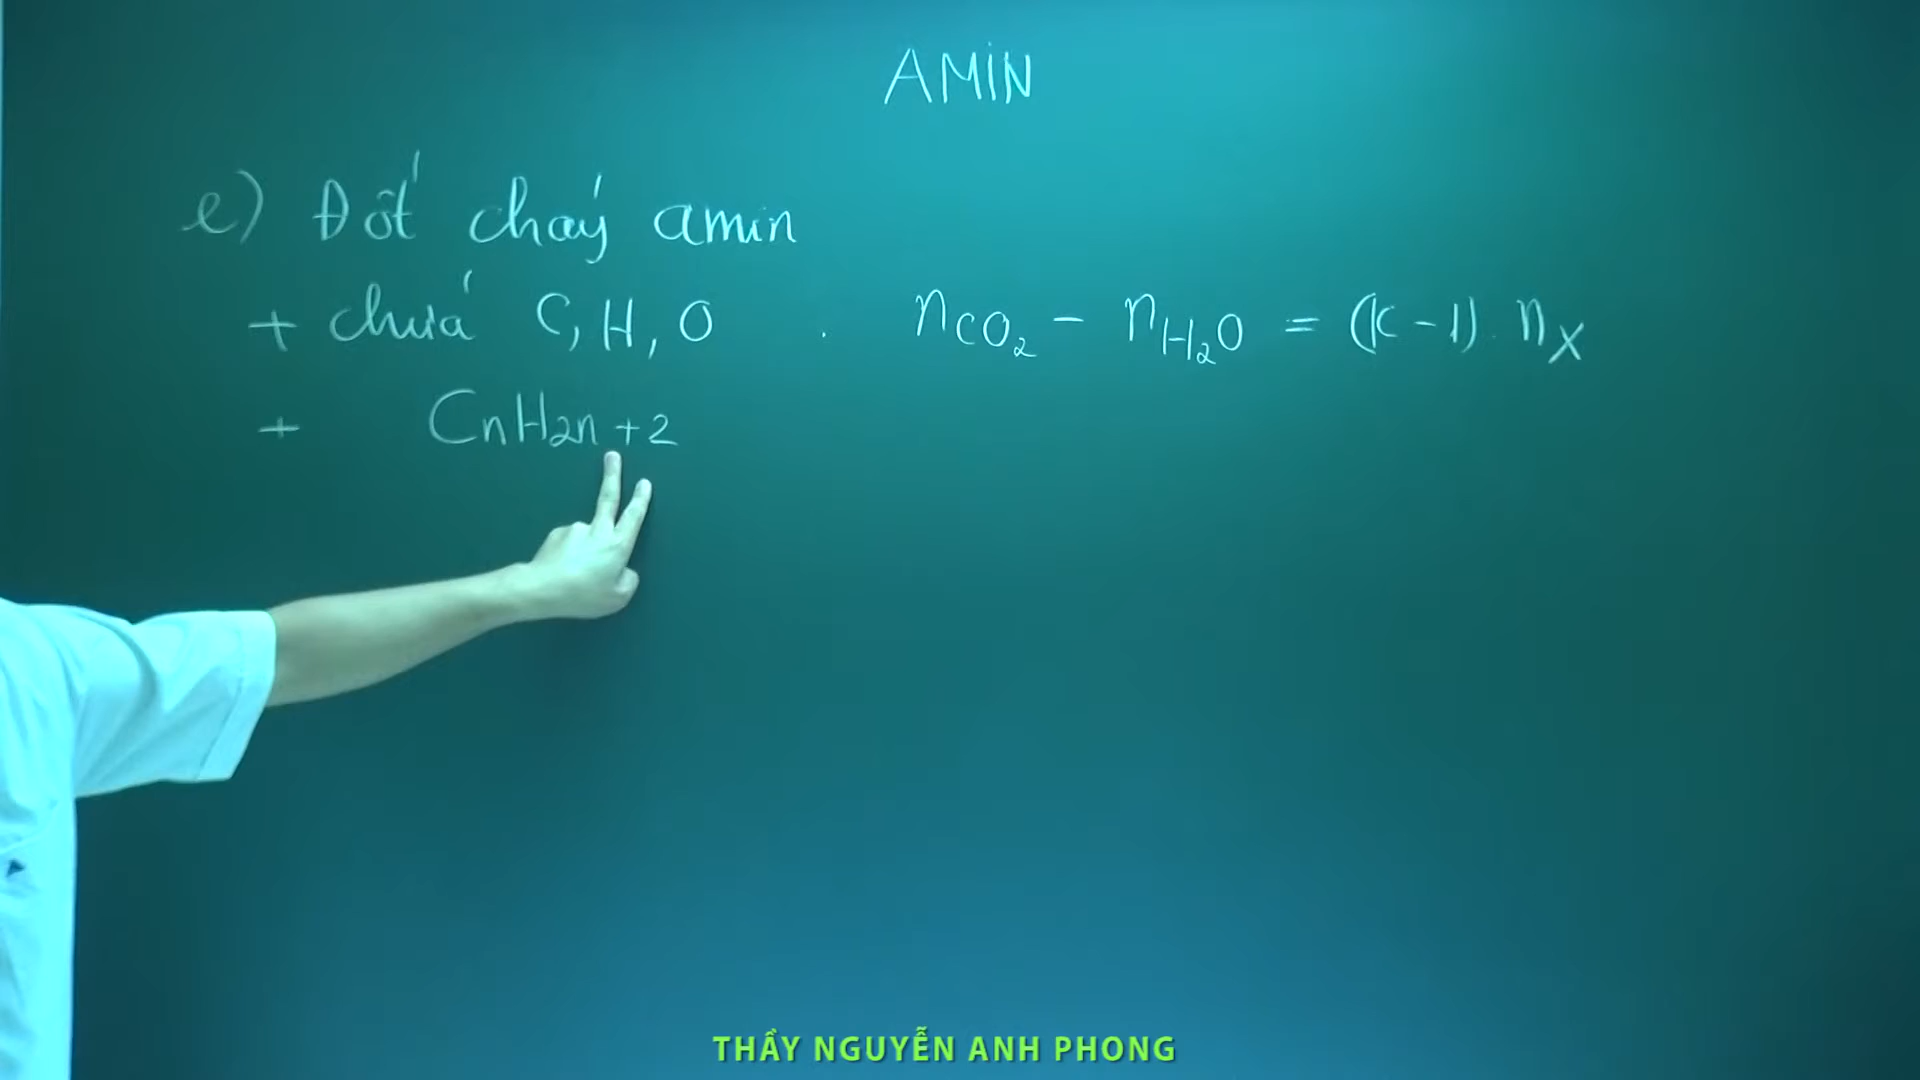 AMIN
e) Đốt cháy amin
+ chứa C, H, O . nCO₂ - nH₂O = (k-1). nX
+ CnH2n+2
THẦY NGUYỄN ANH PHONG